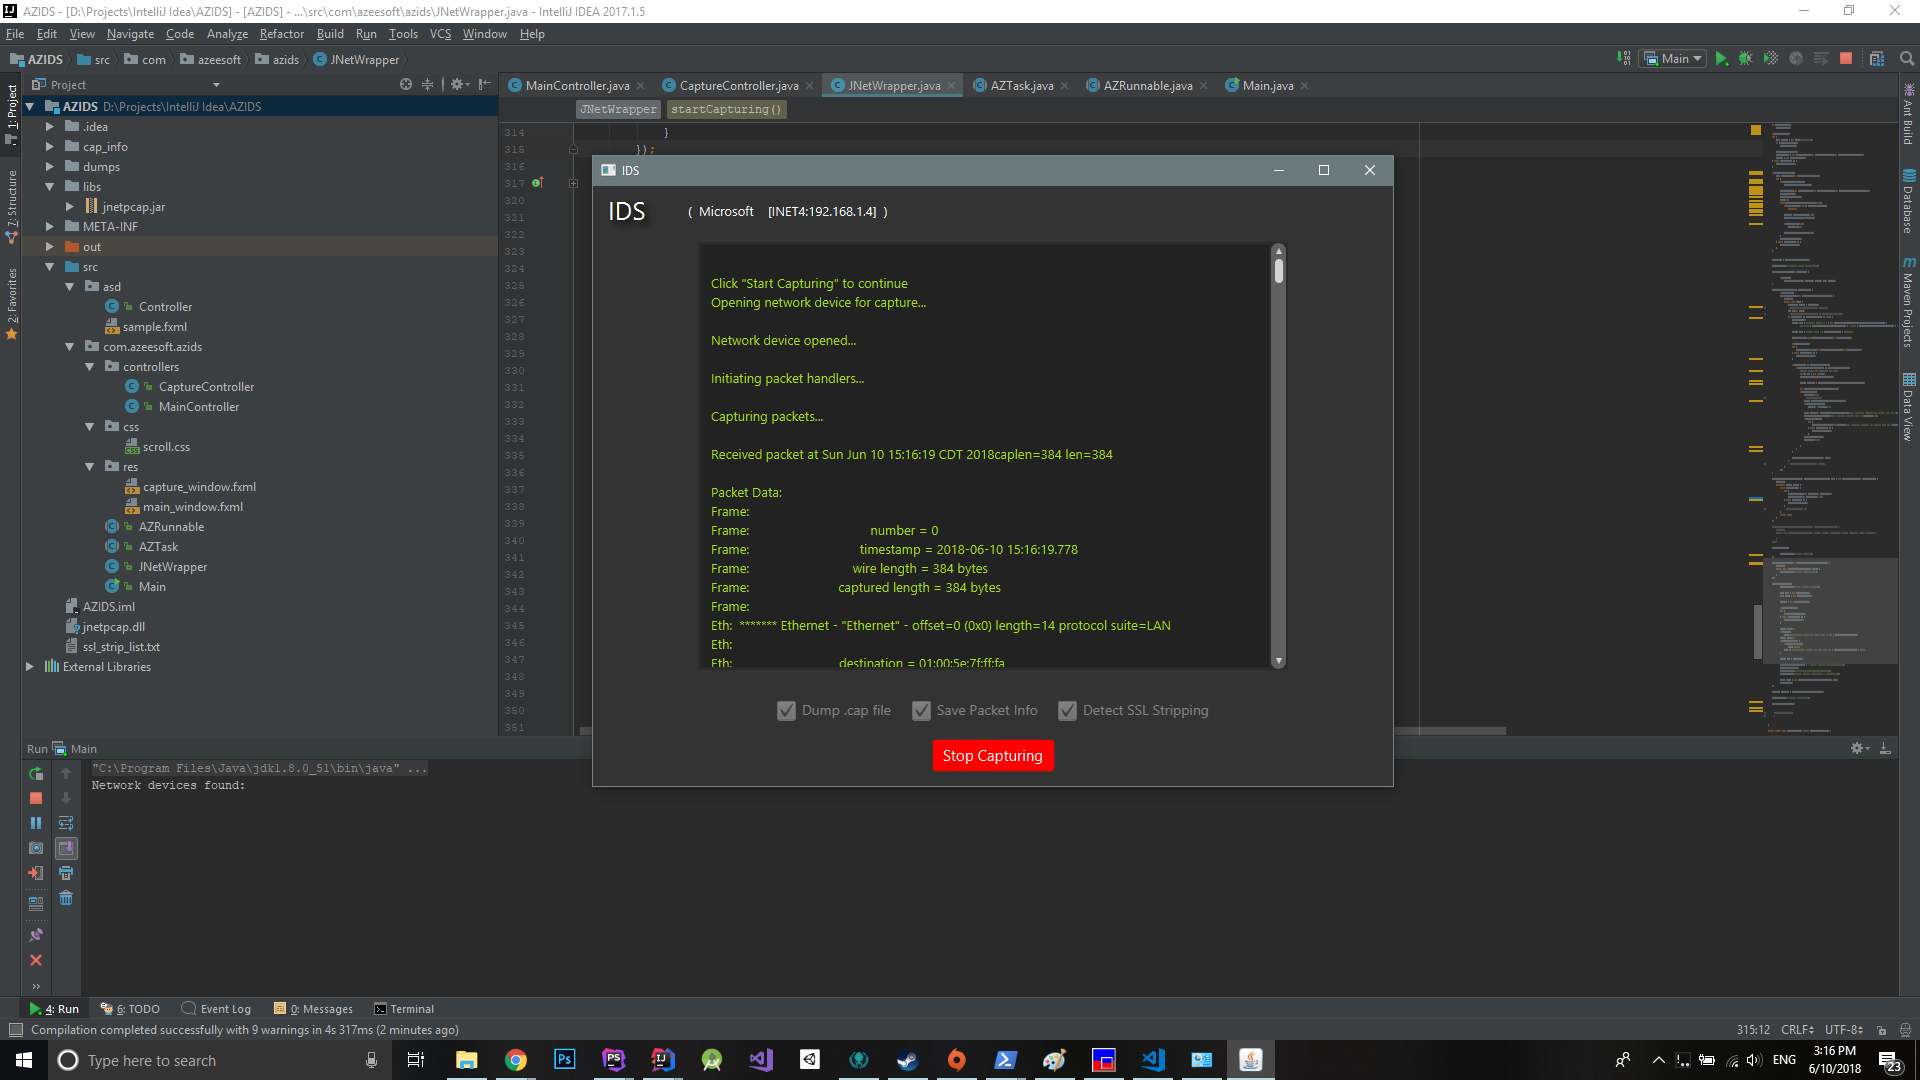 AZIDS - [D:\Projects\IntelliJ Idea\AZIDS] - [AZIDS] - ...\src\com\azeesoft\azids\JNetWrapper.java - IntelliJ IDEA 2017.1.5
File Edit View Navigate Code Analyze Refactor Build Run Tools VCS Window Help
AZIDS src com azeesoft azids JNetWrapper
Main
Project
MainController.java CaptureController.java JNetWrapper.java AZTask.java AZRunnable.java Main.java
JNetWrapper startCapturing()
1: Project
7: Structure
2: Favorites
AZIDS D:\Projects\IntelliJ Idea\AZIDS
.idea
cap_info
dumps
libs
jnetpcap.jar
META-INF
out
src
asd
Controller
sample.fxml
com.azeesoft.azids
controllers
CaptureController
MainController
css
scroll.css
res
capture_window.fxml
main_window.fxml
AZRunnable
AZTask
JNetWrapper
Main
AZIDS.iml
jnetpcap.dll
ssl_strip_list.txt
External Libraries
314 }
315 });
316
317
320
321
322
323
324
325
326
327
328
329
330
331
332
333
334
335
336
337
338
339
340
341
342
343
344
345
346
347
348
349
350
351
IDS
IDS ( Microsoft [INET4:192.168.1.4] )
Click "Start Capturing" to continue
Opening network device for capture...
Network device opened...
Initiating packet handlers...
Capturing packets...
Received packet at Sun Jun 10 15:16:19 CDT 2018caplen=384 len=384
Packet Data:
Frame:
Frame: number = 0
Frame: timestamp = 2018-06-10 15:16:19.778
Frame: wire length = 384 bytes
Frame: captured length = 384 bytes
Frame:
Eth: ******* Ethernet - "Ethernet" - offset=0 (0x0) length=14 protocol suite=LAN
Eth:
Eth: destination = 01:00:5e:7f:ff:fa
Dump .cap file Save Packet Info Detect SSL Stripping
Stop Capturing
Ant Build
Database
Maven Projects
Data View
Run Main
"C:\Program Files\Java\jdk1.8.0_51\bin\java" ...
Network devices found:
4: Run 6: TODO Event Log 0: Messages Terminal
Compilation completed successfully with 9 warnings in 4s 317ms (2 minutes ago)
315:12 CRLF UTF-8
Type here to search
ENG
3:16 PM
6/10/2018
23